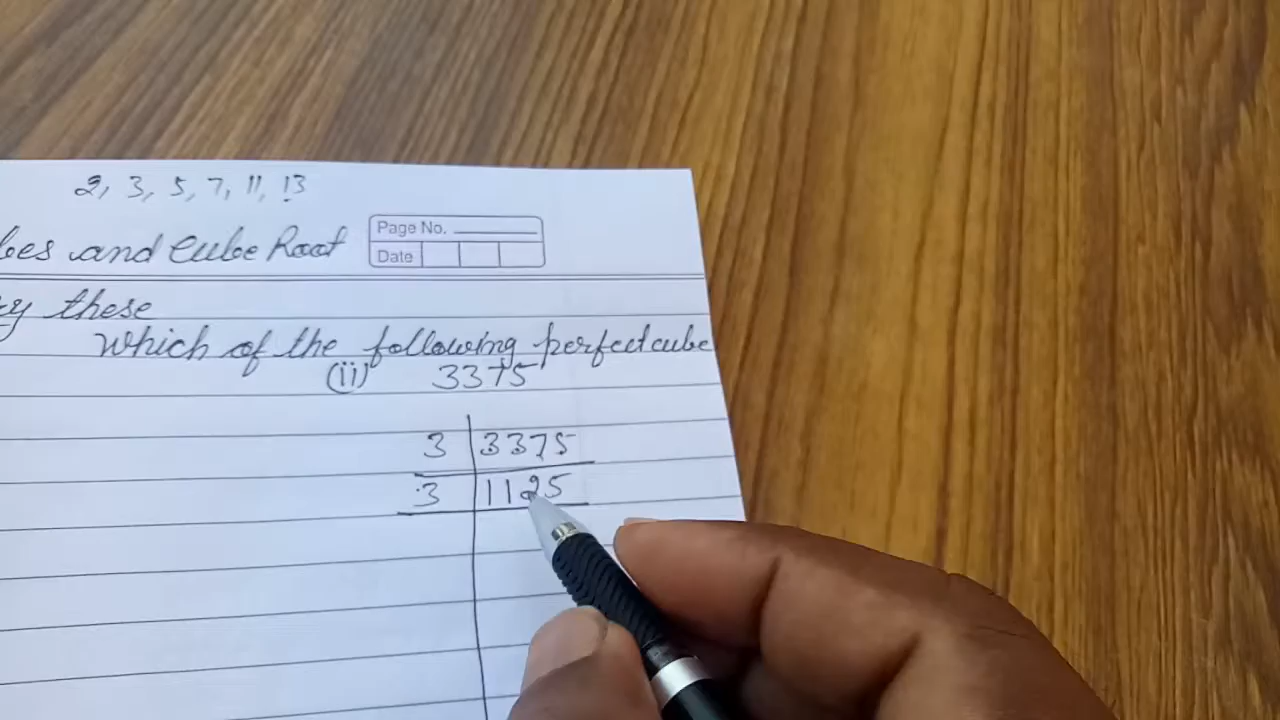 2, 3, 5, 7, 11, 13
Page No.
Date
bes and Cube Root
y these
Which of the following perfect cube
(ii) 3375
3 3375
3 1125